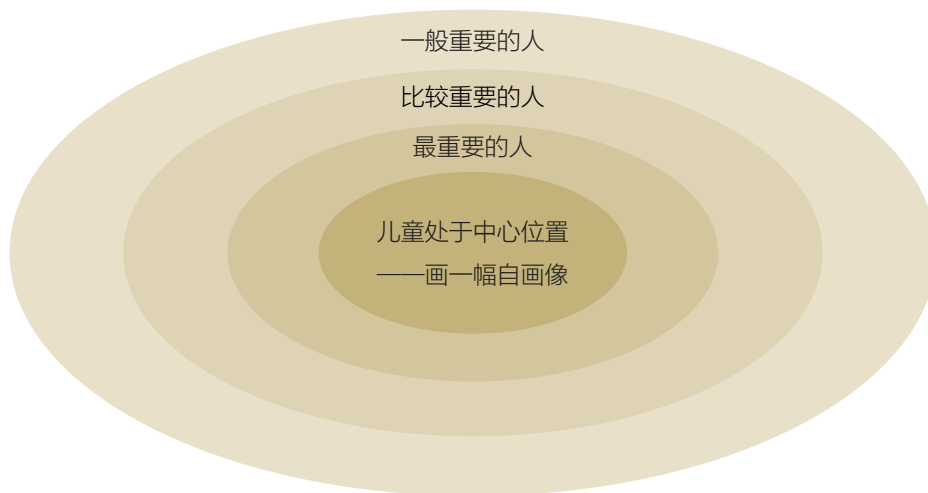 一般重要的人
比较重要的人
最重要的人
儿童处于中心位置
——画一幅自画像